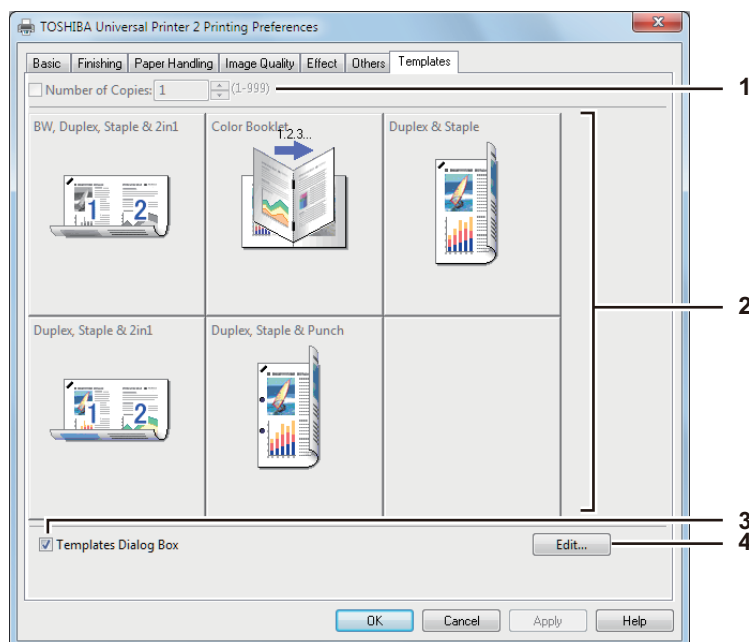 TOSHIBA Universal Printer 2 Printing Preferences
x
Basic Finishing Paper Handling Image Quality Effect Others Templates
Number of Copies: 1 (1-999) 1
BW, Duplex, Staple & 2in1 Color Booklet Duplex & Staple
1.2.3...
1 2
2
Duplex, Staple & 2in1 Duplex, Staple & Punch
1 2
3
Templates Dialog Box Edit... 4
OK Cancel Apply Help